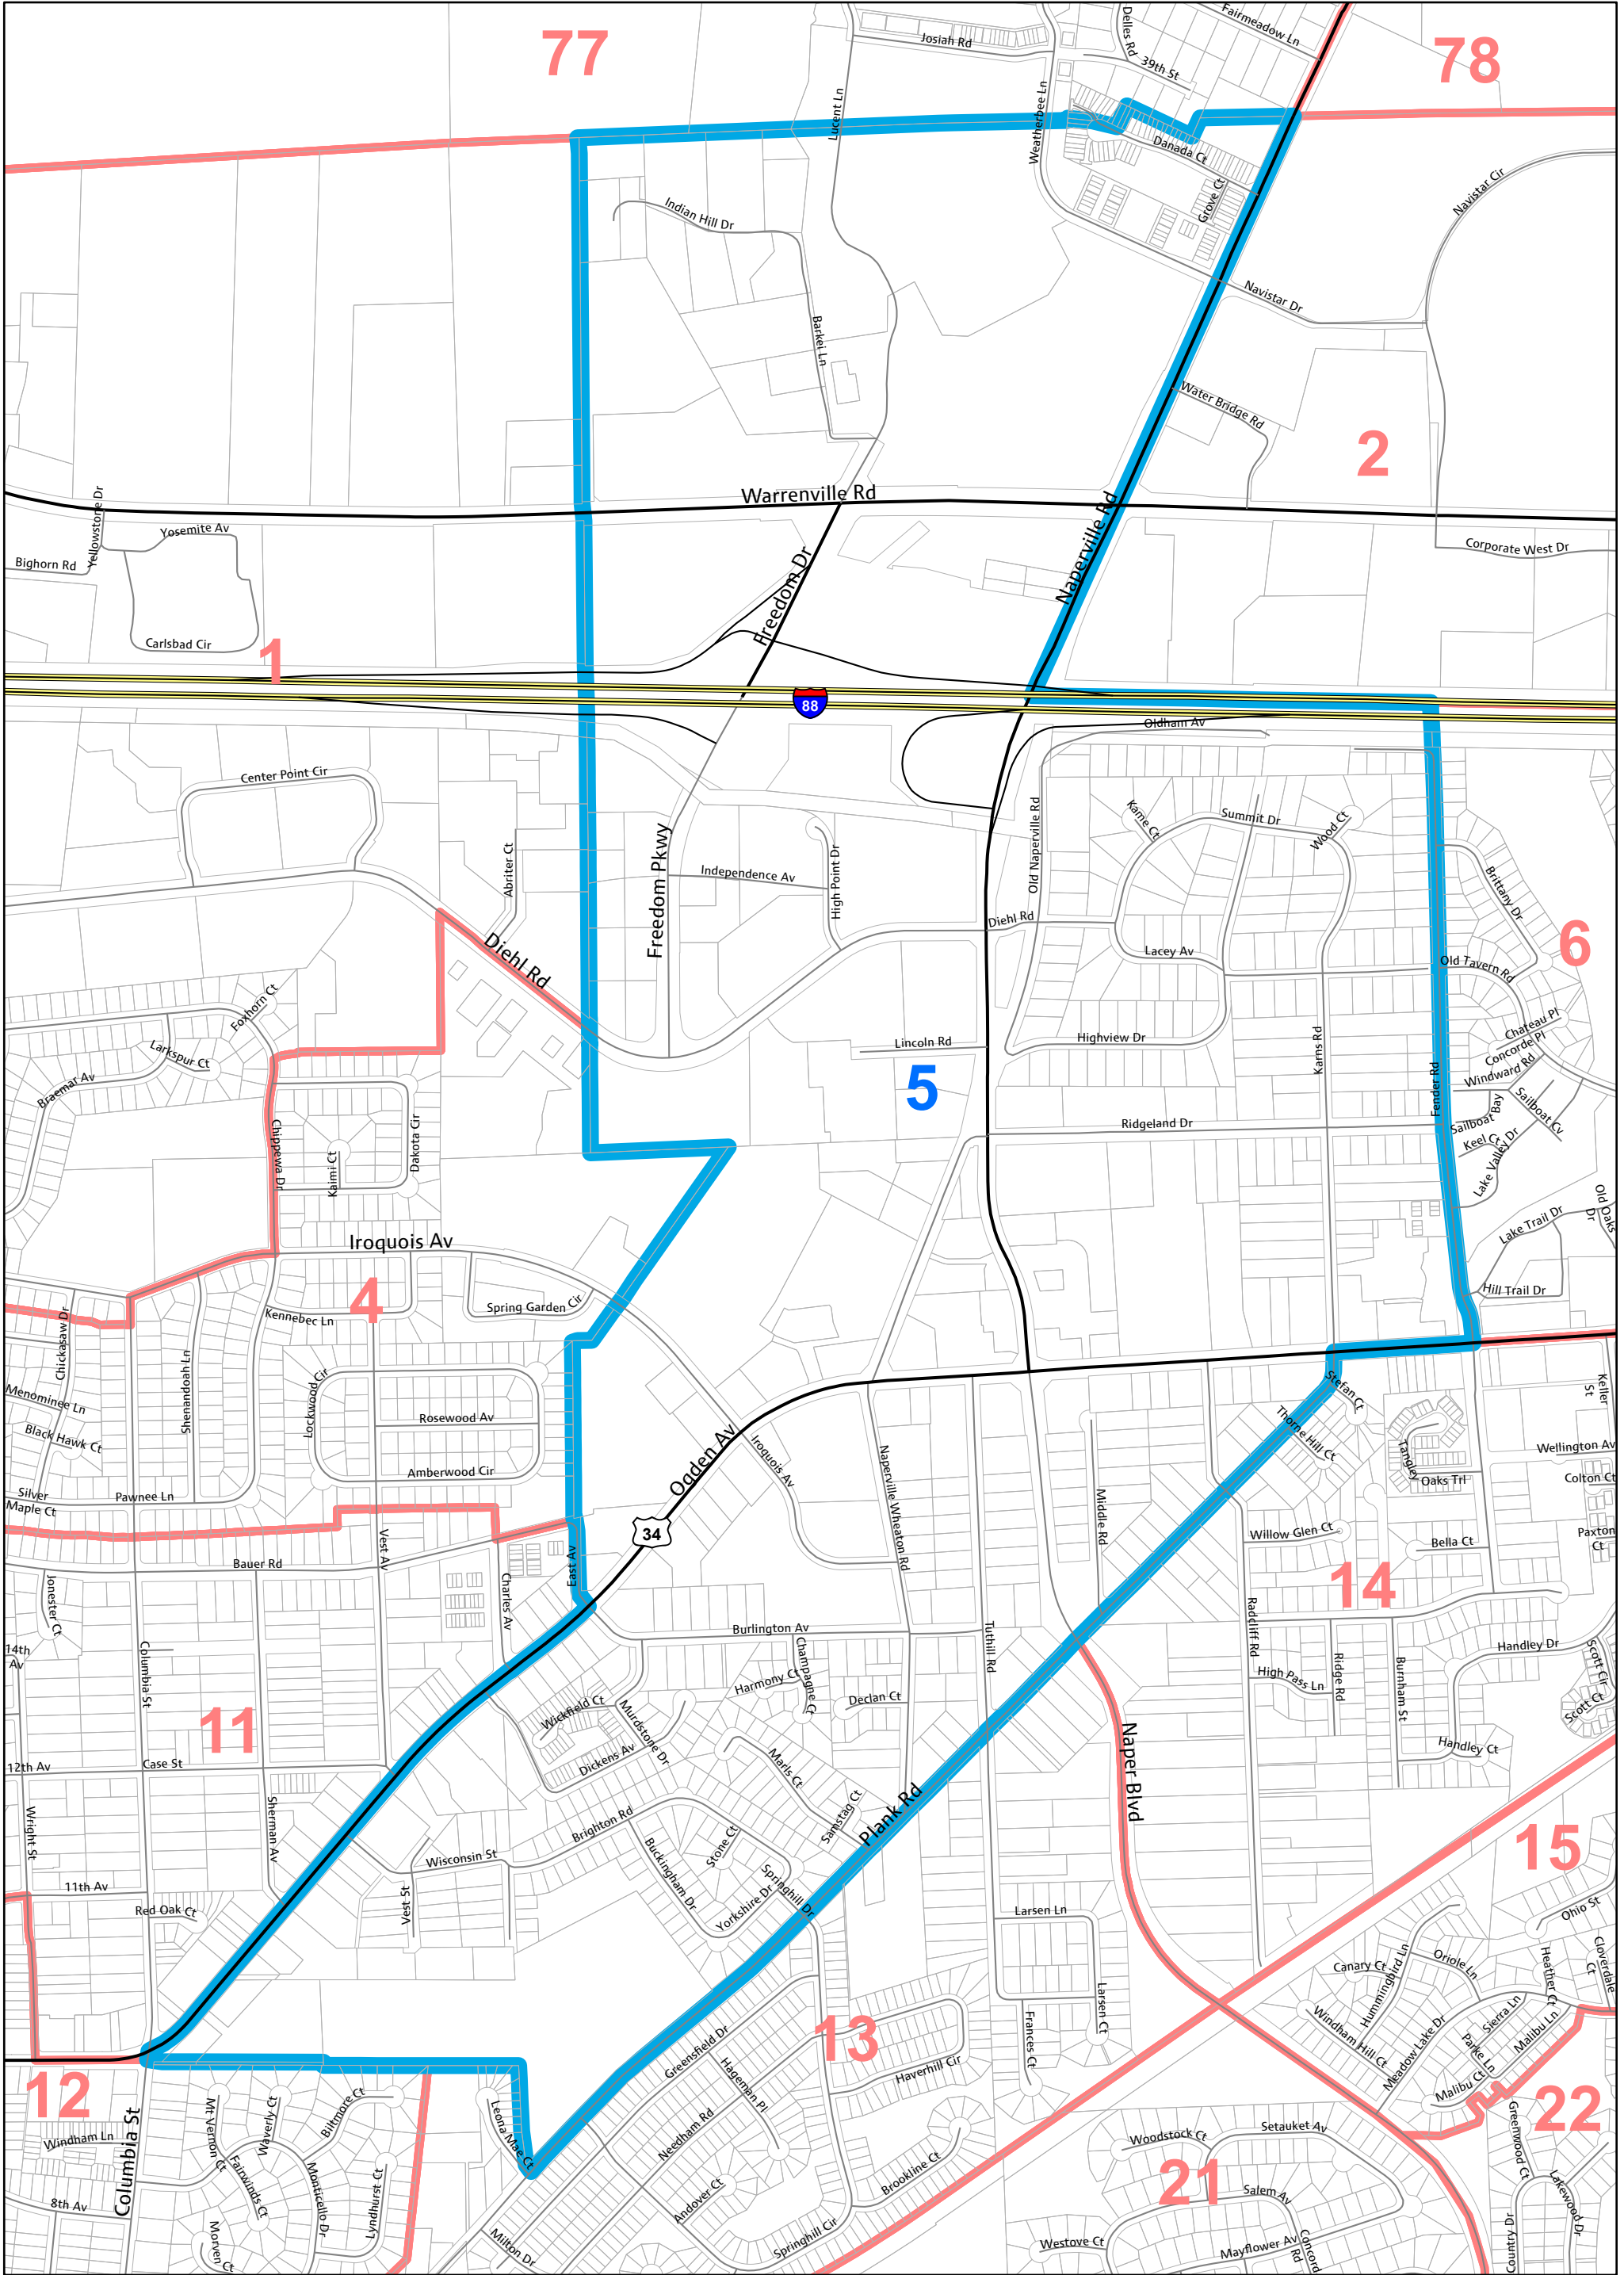 77
78
Fairmeadow Ln
Delles Rd
Josiah Rd
39th St
Lucent Ln
Weatherbee Ln
Danada Ct
Grove Ct
Navistar Cir
Indian Hill Dr
Navistar Dr
Barkei Ln
Water Bridge Rd
2
Warrenville Rd
Naperville Rd
Yellowstone Dr
Yosemite Av
Bighorn Rd
Corporate West Dr
Freedom Dr
Carlsbad Cir
1
88
Oldham Av
Center Point Cir
Old Naperville Rd
Kame Ct
Summit Dr
Wood Ct
Abriter Ct
Freedom Pkwy
Independence Av
High Point Dr
Brittany Dr
Diehl Rd
Diehl Rd
Lacey Av
Old Tavern Rd
6
Foxhorn Ct
Larkspur Ct
Braemar Av
Lincoln Rd
Highview Dr
Karns Rd
Fender Rd
Chateau Pl
Concorde Pl
Windward Rd
5
Sailboat Bay
Sailboat Cv
Keel Ct
Lake Valley Dr
Ridgeland Dr
Chippewa Dr
Kaimi Ct
Dakota Cir
Lake Trail Dr
Old Oaks
Dr
Hill Trail Dr
Iroquois Av
4
Kennebec Ln
Spring Garden Cir
Chickasaw Dr
Shenandoah Ln
Lockwood Cir
Menominee Ln
Black Hawk Ct
Rosewood Av
Amberwood Cir
Silver
Maple Ct
Pawnee Ln
Ogden Av
Iroquois Av
Naperville Wheaton Rd
Stefan Ct
Thorne Hill Ct
Tangley
Oaks Trl
Keller
St
Wellington Av
Colton Ct
Paxton
Ct
34
Middle Rd
Willow Glen Ct
Bella Ct
Bauer Rd
Vest Av
East Av
Charles Av
Jonester Ct
14
14th
Av
Columbia St
Burlington Av
Tuthill Rd
Radcliff Rd
Ridge Rd
Burnham St
Handley Dr
Scott Cir
Scott Ct
High Pass Ln
Harmony Ct
Champagne Ct
Declan Ct
Wickfield Ct
Murdstone Dr
Dickens Av
11
Case St
12th Av
Handley Ct
Marls Ct
Naper Blvd
Samstag Ct
Plank Rd
Wright St
Sherman Av
Brighton Rd
Wisconsin St
Buckingham Dr
Stone Ct
Yorkshire Dr
Springhill Dr
Vest St
15
11th Av
Red Oak Ct
Larsen Ln
Ohio St
Canary Ct
Hummingbird Ln
Oriole Ln
Heather Ct
Cloverdale
Ct
Windham Hill Ct
Meadow Lake Dr
Sierra Ln
Parke Ln
Malibu Ln
Malibu Ct
Larsen Ct
Frances Ct
13
Greensfield Dr
Hageman Pl
Haverhill Cir
12
Windham Ln
8th Av
Columbia St
Mt Vernon Ct
Waverly Ct
Biltmore Ct
Fairwinds Ct
Monticello Dr
Lyndhurst Ct
Morven Ct
Leona Mae Ct
Needham Rd
Andover Ct
Brookline Ct
Milton Dr
Springhill Cir
Woodstock Ct
Setauket Av
21
Salem Av
Westove Ct
Mayflower Av
Concord
Rd
22
Greenwood Ct
Lakewood Dr
Country Dr